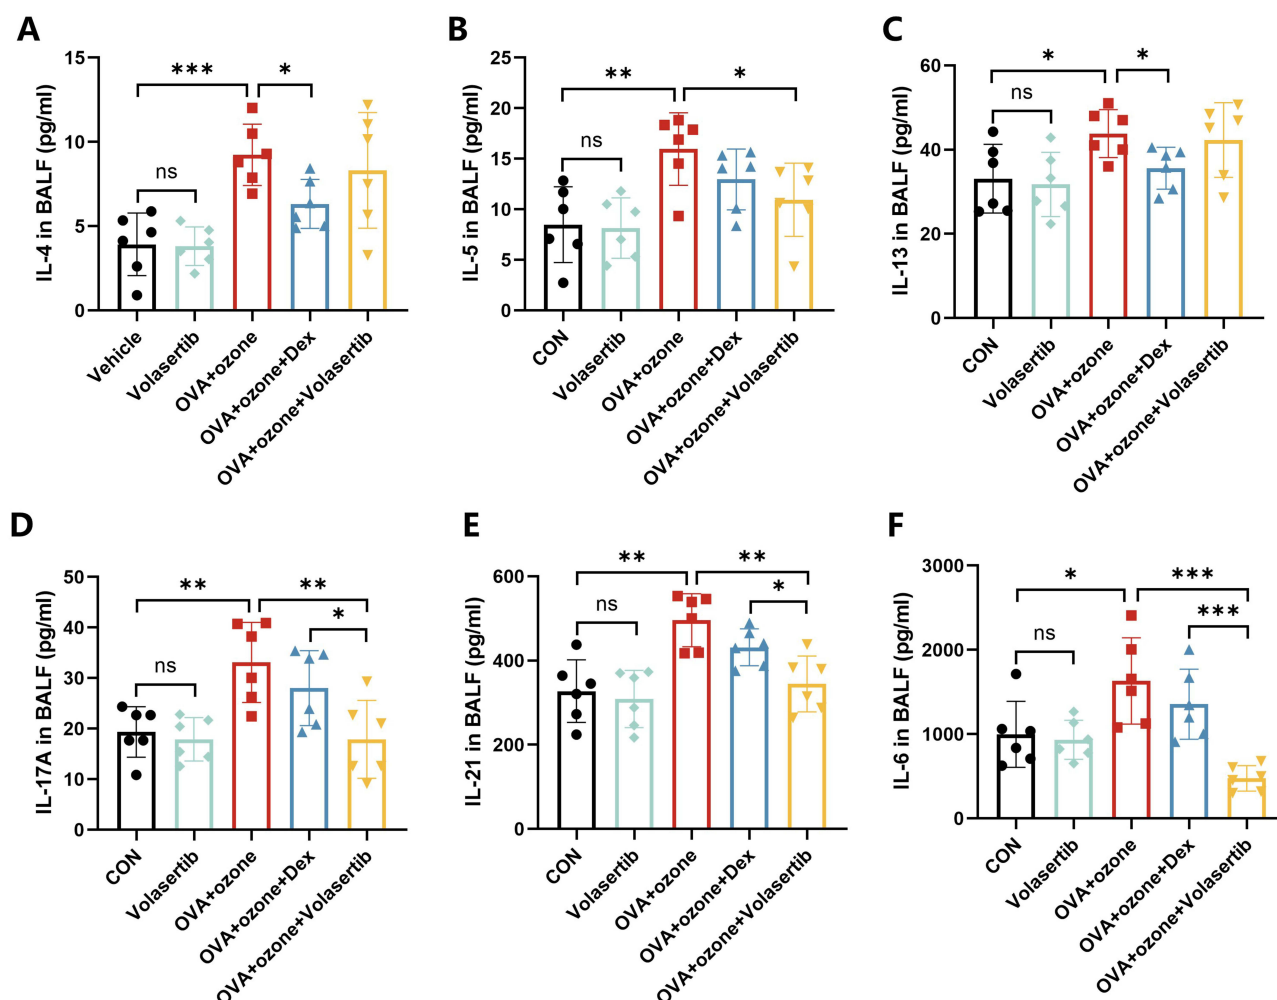 A
IL-4 in BALF (pg/ml)
15
10
5
0
***
*
ns
Vehicle
Volasertib
OVA+ozone
OVA+ozone+Dex
OVA+ozone+Volasertib
B
IL-5 in BALF (pg/ml)
25
20
15
10
5
0
**
*
ns
CON
Volasertib
OVA+ozone
OVA+ozone+Dex
OVA+ozone+Volasertib
C
IL-13 in BALF (pg/ml)
60
40
20
0
*
*
ns
CON
Volasertib
OVA+ozone
OVA+ozone+Dex
OVA+ozone+Volasertib
D
IL-17A in BALF (pg/ml)
50
40
30
20
10
0
**
**
*
ns
CON
Volasertib
OVA+ozone
OVA+ozone+Dex
OVA+ozone+Volasertib
E
IL-21 in BALF (pg/ml)
600
400
200
0
**
**
*
ns
CON
Volasertib
OVA+ozone
OVA+ozone+Dex
OVA+ozone+Volasertib
F
IL-6 in BALF (pg/ml)
3000
2000
1000
0
*
***
***
ns
CON
Volasertib
OVA+ozone
OVA+ozone+Dex
OVA+ozone+Volasertib